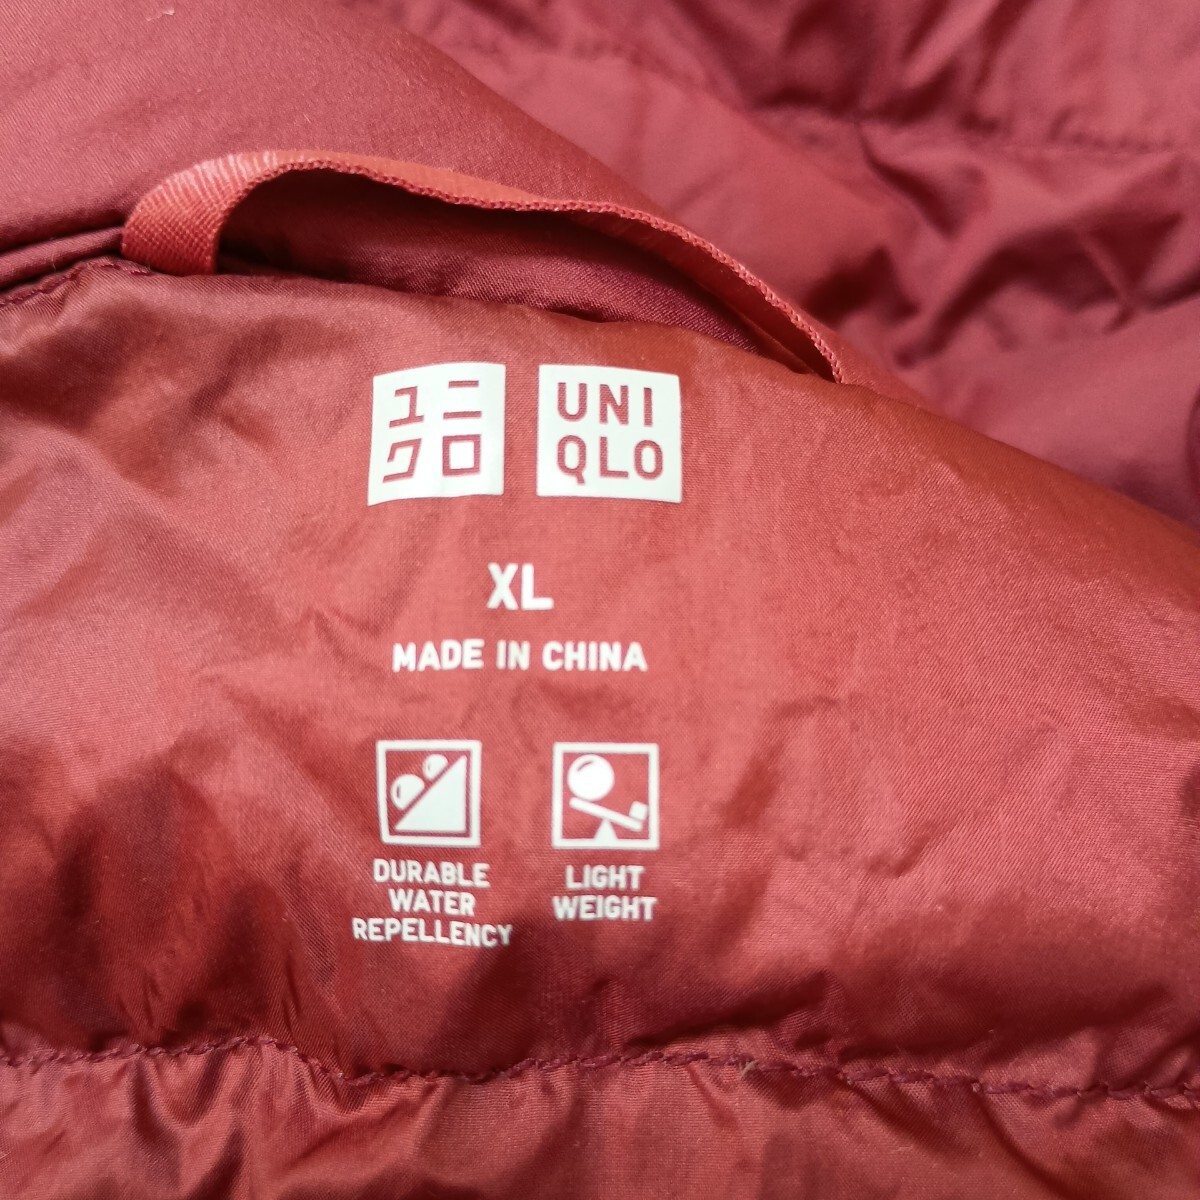 ユニ
クロ
UNI
QLO
XL
MADE IN CHINA
DURABLE
WATER
REPELLENCY
LIGHT
WEIGHT